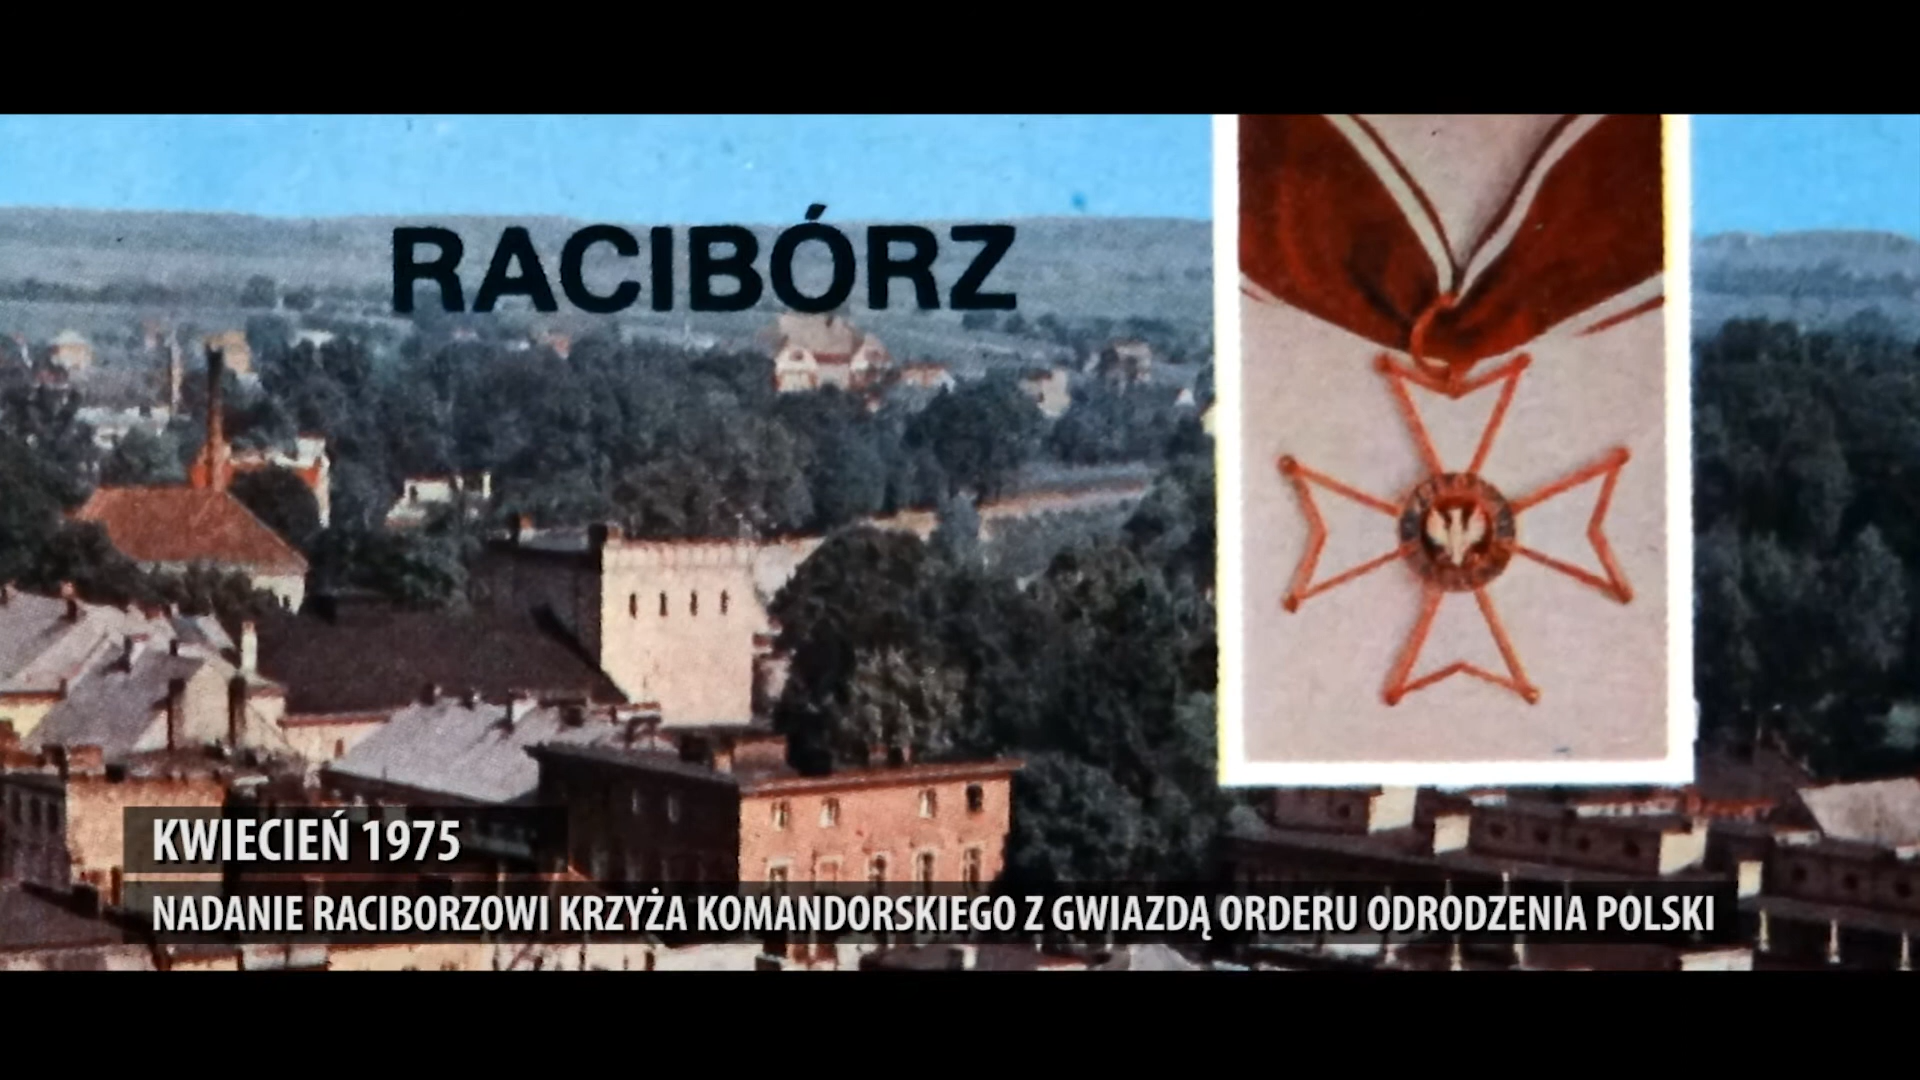 RACIBÓRZ
KWIECIEŃ 1975
NADANIE RACIBORZOWI KRZYŻA KOMANDORSKIEGO Z GWIAZDĄ ORDERU ODRODZENIA POLSKI